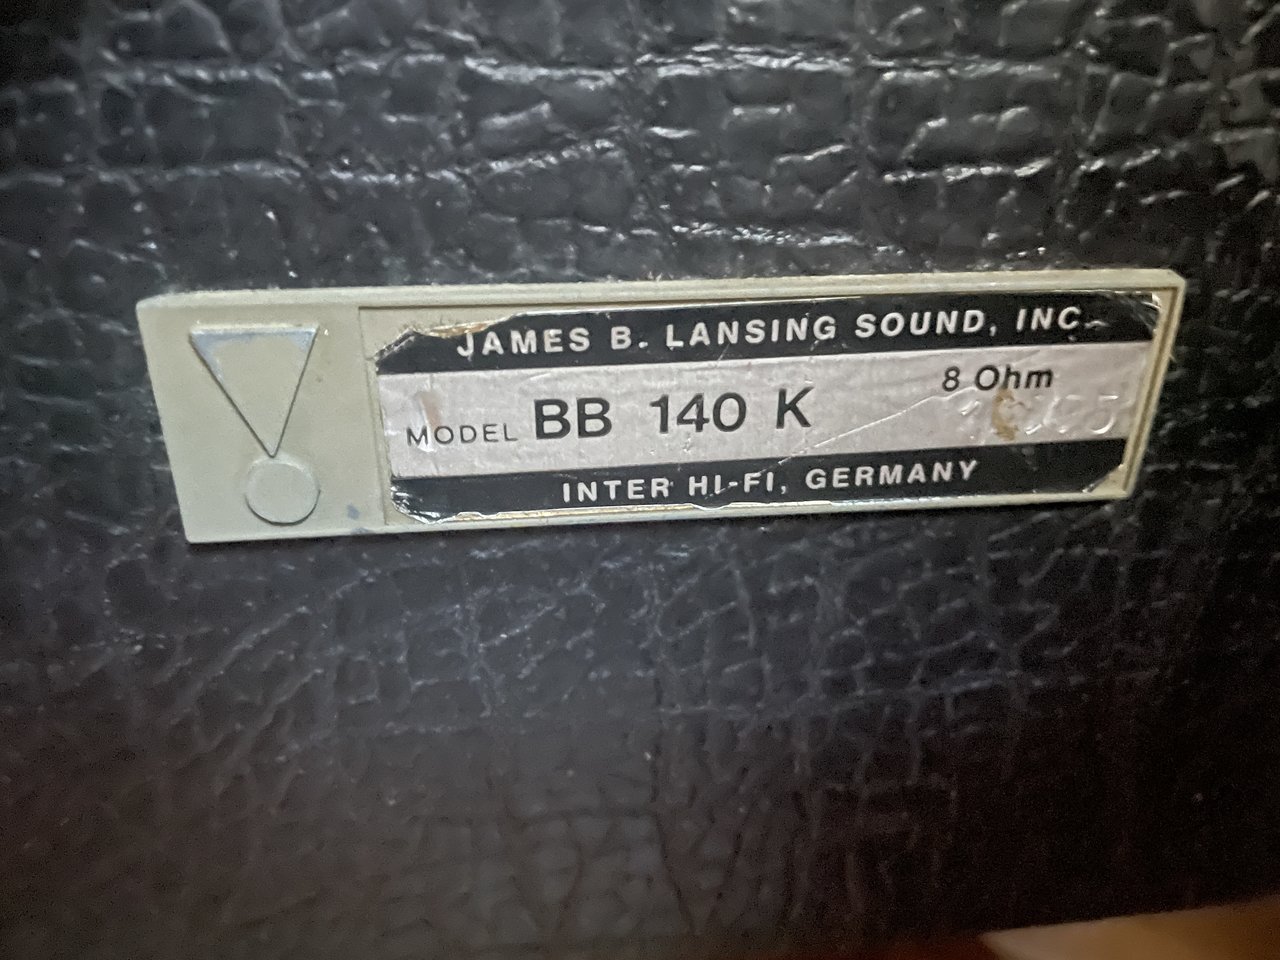 JAMES B. LANSING SOUND, INC.
8 Ohm
MODEL BB 140 K
INTER HI-FI, GERMANY